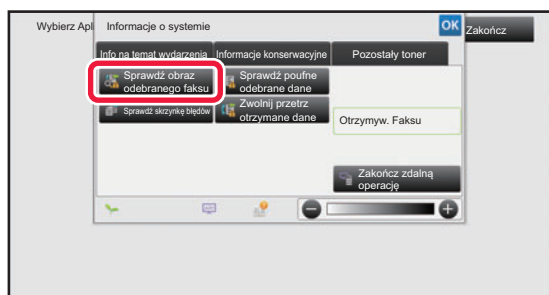 Wybierz Apl
Informacje o systemie
OK
Zakończ
Info na temat wydarzenia
Informacje konserwacyjne
Pozostały toner
Sprawdź obraz
odebranego faksu
Sprawdź poufne
odebrane dane
Sprawdź skrzynkę błędów
Zwolnij przetrz
otrzymane dane
Otrzymyw. Faksu
Zakończ zdalną
operację